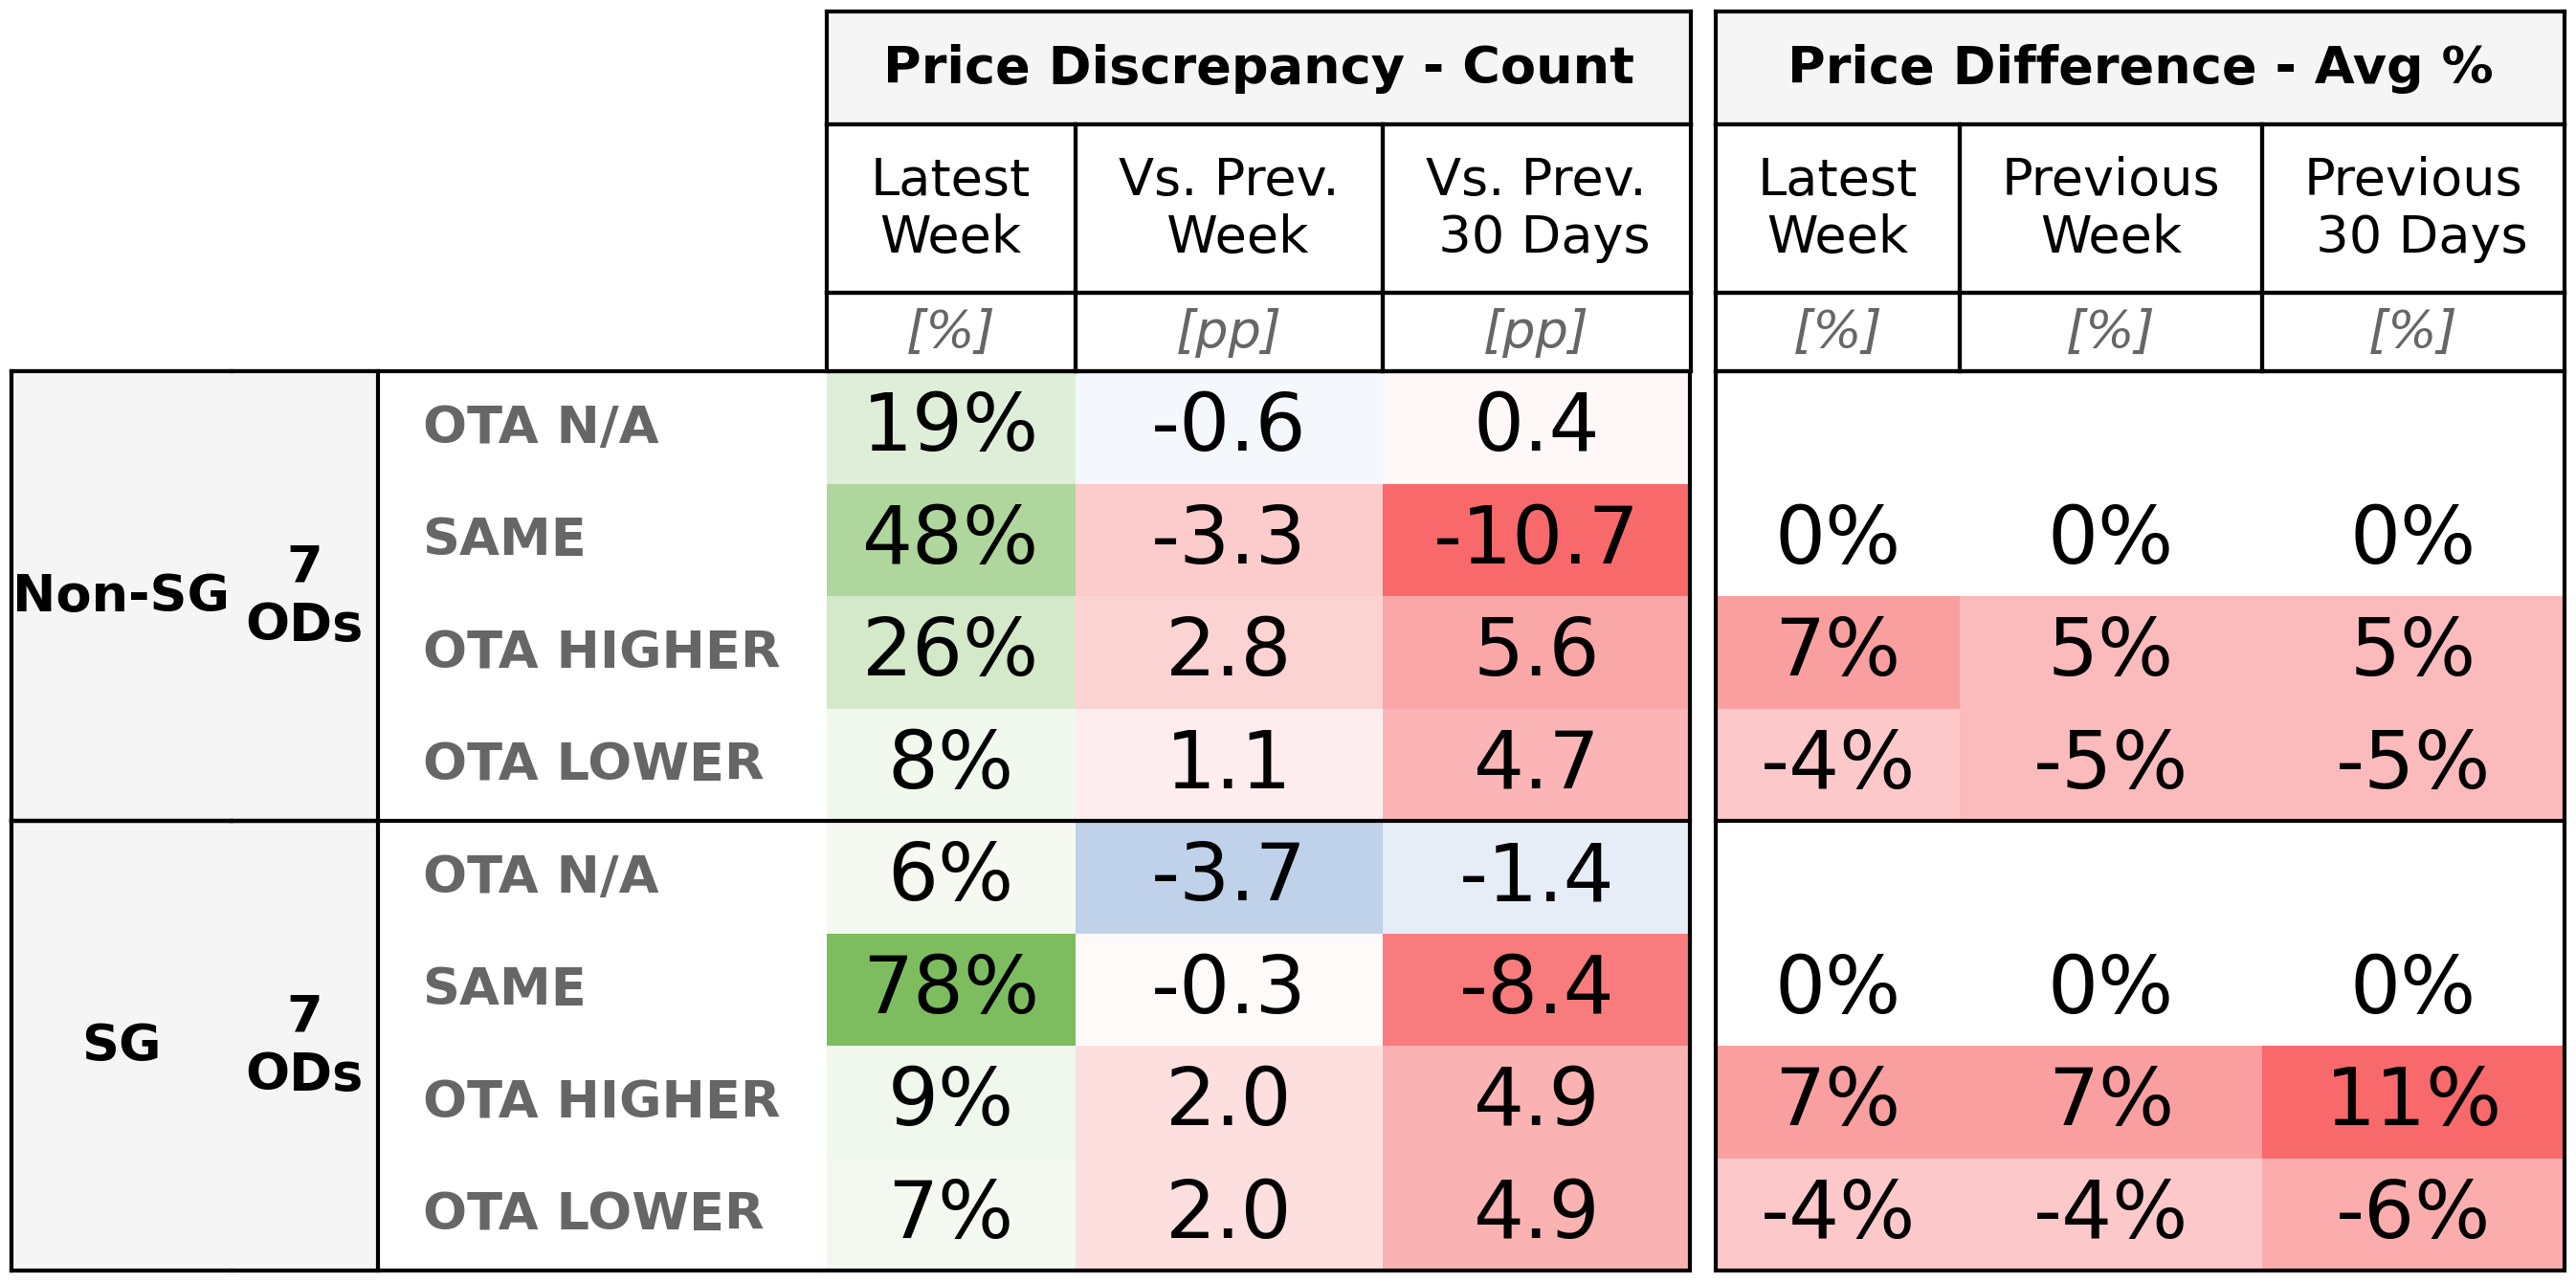 Price Discrepancy - Count Price Difference - Avg %
Latest Week Vs. Prev. Week Vs. Prev. 30 Days Latest Week Previous Week Previous 30 Days
[%] [pp] [pp] [%] [%] [%]
Non-SG 7 ODs
OTA N/A 19% -0.6 0.4
SAME 48% -3.3 -10.7 0% 0% 0%
OTA HIGHER 26% 2.8 5.6 7% 5% 5%
OTA LOWER 8% 1.1 4.7 -4% -5% -5%
SG 7 ODs
OTA N/A 6% -3.7 -1.4
SAME 78% -0.3 -8.4 0% 0% 0%
OTA HIGHER 9% 2.0 4.9 7% 7% 11%
OTA LOWER 7% 2.0 4.9 -4% -4% -6%